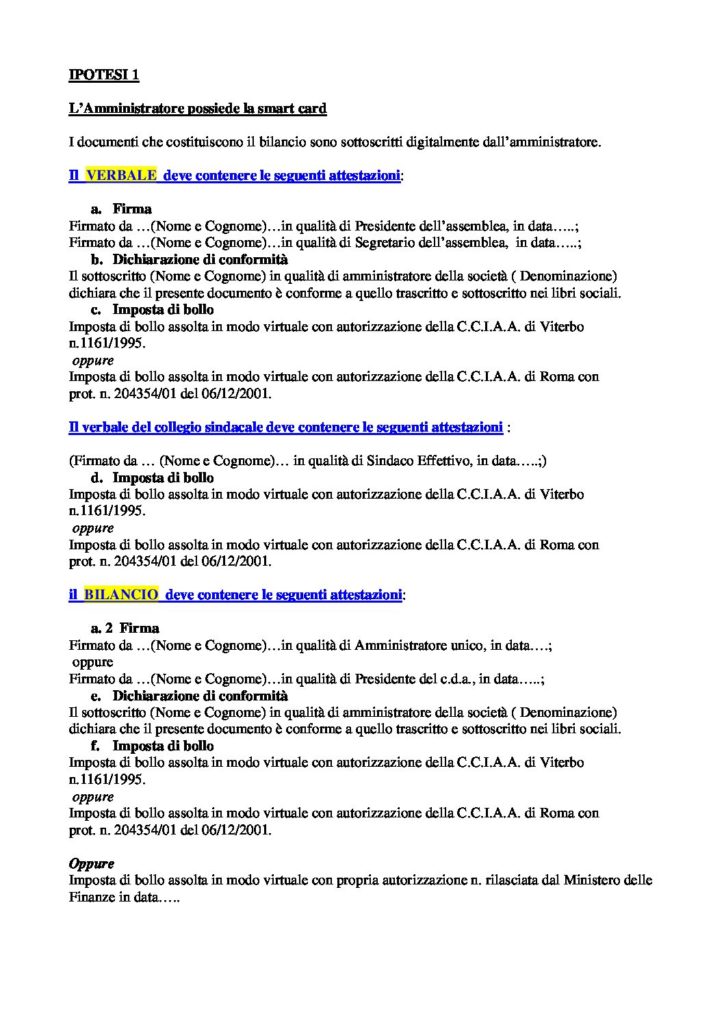 IPOTESI 1
L’Amministratore possiede la smart card
I documenti che costituiscono il bilancio sono sottoscritti digitalmente dall’amministratore.
Il  VERBALE  deve contenere le seguenti attestazioni:
a. Firma
Firmato da …(Nome e Cognome)…in qualità di Presidente dell’assemblea, in data…..;
Firmato da …(Nome e Cognome)…in qualità di Segretario dell’assemblea,  in data…..;
b. Dichiarazione di conformità
Il sottoscritto (Nome e Cognome) in qualità di amministratore della società ( Denominazione)
dichiara che il presente documento è conforme a quello trascritto e sottoscritto nei libri sociali.
c. Imposta di bollo
Imposta di bollo assolta in modo virtuale con autorizzazione della C.C.I.A.A. di Viterbo
n.1161/1995.
oppure
Imposta di bollo assolta in modo virtuale con autorizzazione della C.C.I.A.A. di Roma con
prot. n. 204354/01 del 06/12/2001.
Il verbale del collegio sindacale deve contenere le seguenti attestazioni :
(Firmato da … (Nome e Cognome)… in qualità di Sindaco Effettivo, in data…..;)
d. Imposta di bollo
Imposta di bollo assolta in modo virtuale con autorizzazione della C.C.I.A.A. di Viterbo
n.1161/1995.
oppure
Imposta di bollo assolta in modo virtuale con autorizzazione della C.C.I.A.A. di Roma con
prot. n. 204354/01 del 06/12/2001.
il  BILANCIO  deve contenere le seguenti attestazioni:
a. 2  Firma
Firmato da …(Nome e Cognome)…in qualità di Amministratore unico, in data….;
oppure
Firmato da …(Nome e Cognome)…in qualità di Presidente del c.d.a., in data…..;
e. Dichiarazione di conformità
Il sottoscritto (Nome e Cognome) in qualità di amministratore della società ( Denominazione)
dichiara che il presente documento è conforme a quello trascritto e sottoscritto nei libri sociali.
f. Imposta di bollo
Imposta di bollo assolta in modo virtuale con autorizzazione della C.C.I.A.A. di Viterbo
n.1161/1995.
oppure
Imposta di bollo assolta in modo virtuale con autorizzazione della C.C.I.A.A. di Roma con
prot. n. 204354/01 del 06/12/2001.
Oppure
Imposta di bollo assolta in modo virtuale con propria autorizzazione n. rilasciata dal Ministero delle
Finanze in data…..